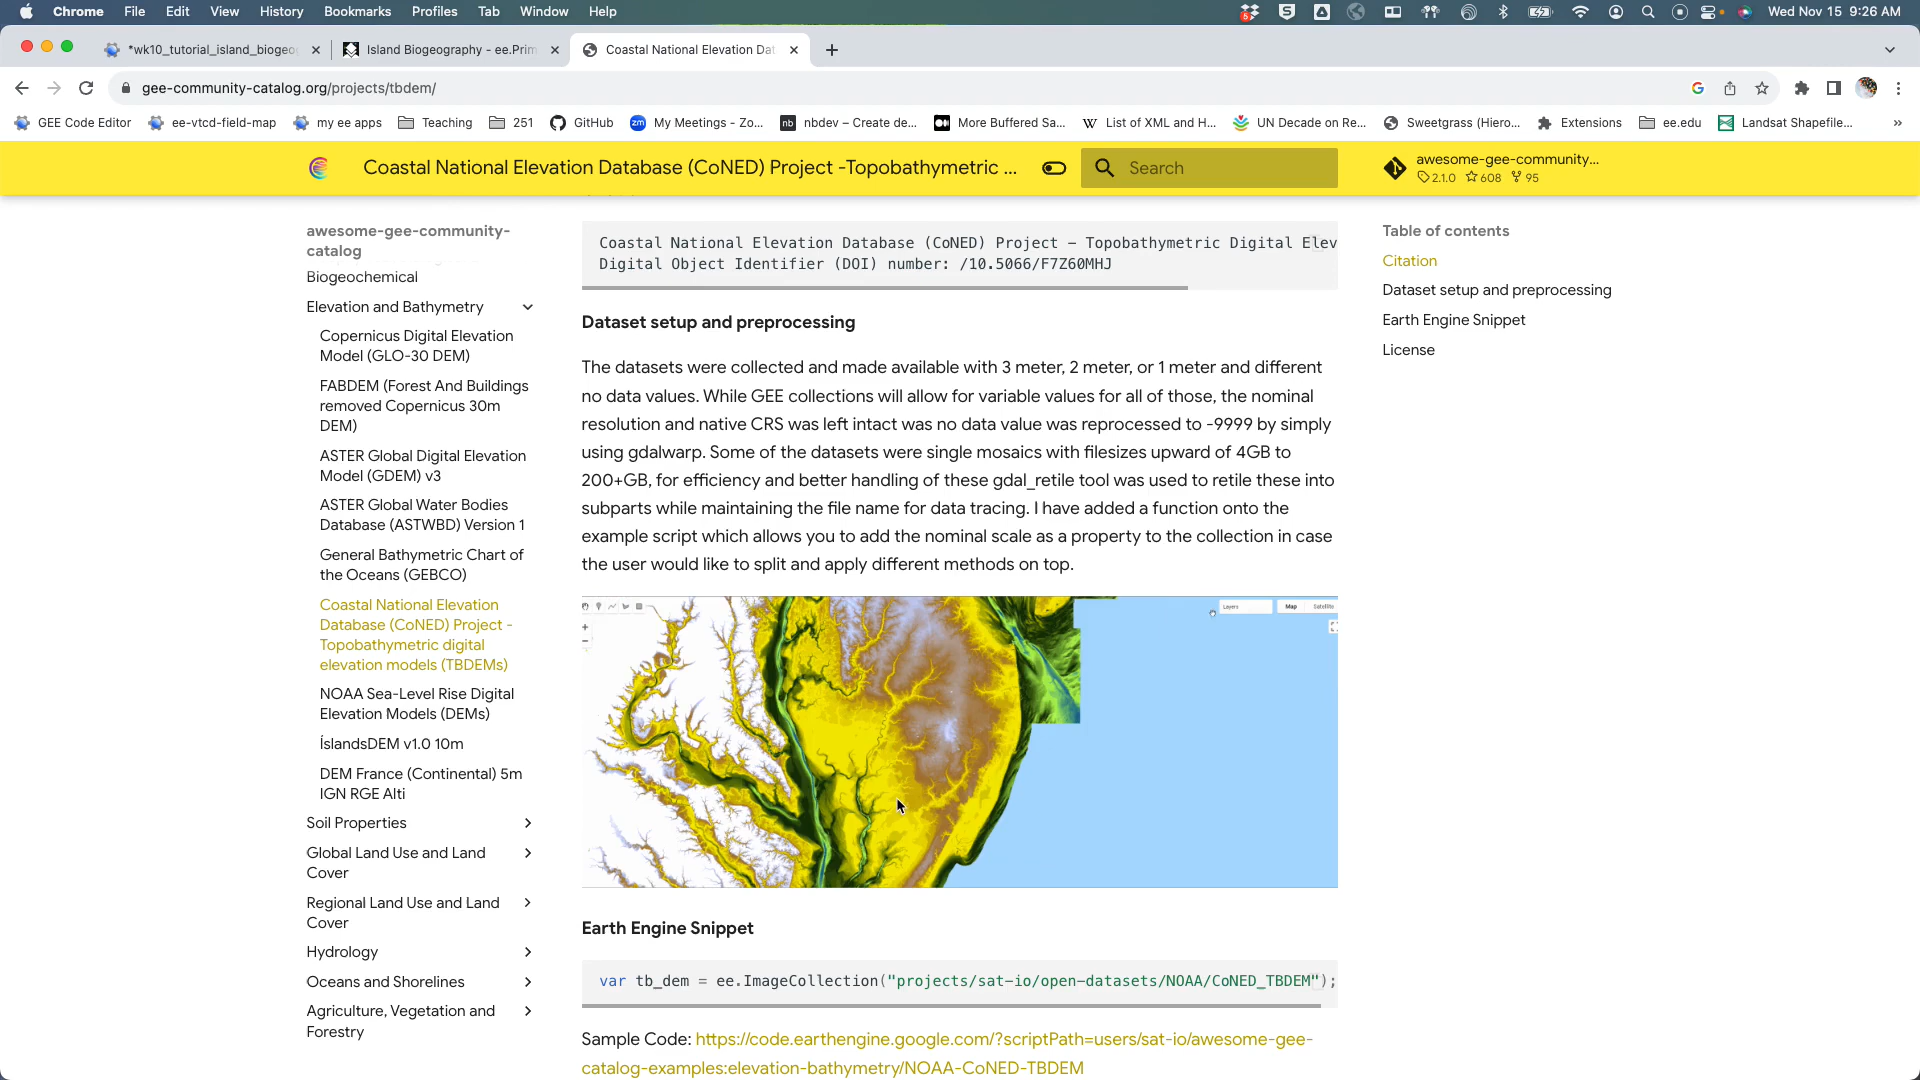 Chrome File Edit View History Bookmarks Profiles Tab Window Help
Wed Nov 15 9:26 AM
*wk10_tutorial_island_biogeo
Island Biogeography - ee.Prim
Coastal National Elevation Dat
gee-community-catalog.org/projects/tbdem/
GEE Code Editor
ee-vtcd-field-map
my ee apps
Teaching
251
GitHub
My Meetings - Zo...
nbdev – Create de...
More Buffered Sa...
List of XML and H...
UN Decade on Re...
Sweetgrass (Hiero...
Extensions
ee.edu
Landsat Shapefile...
»
Coastal National Elevation Database (CoNED) Project -Topobathymetric ...
Search
awesome-gee-community...
2.1.0 608 95
awesome-gee-community-
catalog
Biogeochemical
Elevation and Bathymetry
Copernicus Digital Elevation
Model (GLO-30 DEM)
FABDEM (Forest And Buildings
removed Copernicus 30m
DEM)
ASTER Global Digital Elevation
Model (GDEM) v3
ASTER Global Water Bodies
Database (ASTWBD) Version 1
General Bathymetric Chart of
the Oceans (GEBCO)
Coastal National Elevation
Database (CoNED) Project -
Topobathymetric digital
elevation models (TBDEMs)
NOAA Sea-Level Rise Digital
Elevation Models (DEMs)
ÍslandsDEM v1.0 10m
DEM France (Continental) 5m
IGN RGE Alti
Soil Properties
Global Land Use and Land
Cover
Regional Land Use and Land
Cover
Hydrology
Oceans and Shorelines
Agriculture, Vegetation and
Forestry
Coastal National Elevation Database (CoNED) Project – Topobathymetric Digital Elev
Digital Object Identifier (DOI) number: /10.5066/F7Z60MHJ
Dataset setup and preprocessing
The datasets were collected and made available with 3 meter, 2 meter, or 1 meter and different
no data values. While GEE collections will allow for variable values for all of those, the nominal
resolution and native CRS was left intact was no data value was reprocessed to -9999 by simply
using gdalwarp. Some of the datasets were single mosaics with filesizes upward of 4GB to
200+GB, for efficiency and better handling of these gdal_retile tool was used to retile these into
subparts while maintaining the file name for data tracing. I have added a function onto the
example script which allows you to add the nominal scale as a property to the collection in case
the user would like to split and apply different methods on top.
Layers Map Satellite
Earth Engine Snippet
var tb_dem = ee.ImageCollection("projects/sat-io/open-datasets/NOAA/CoNED_TBDEM");
Sample Code: https://code.earthengine.google.com/?scriptPath=users/sat-io/awesome-gee-
catalog-examples:elevation-bathymetry/NOAA-CoNED-TBDEM
Table of contents
Citation
Dataset setup and preprocessing
Earth Engine Snippet
License